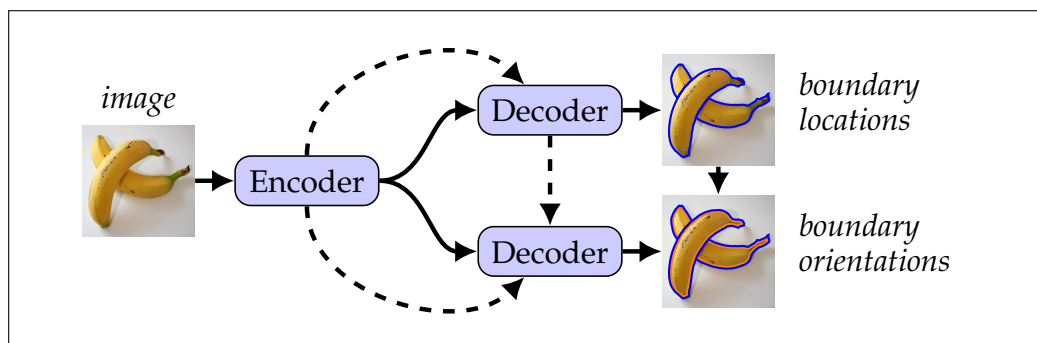 image
Encoder
Decoder
Decoder
boundary
locations
boundary
orientations